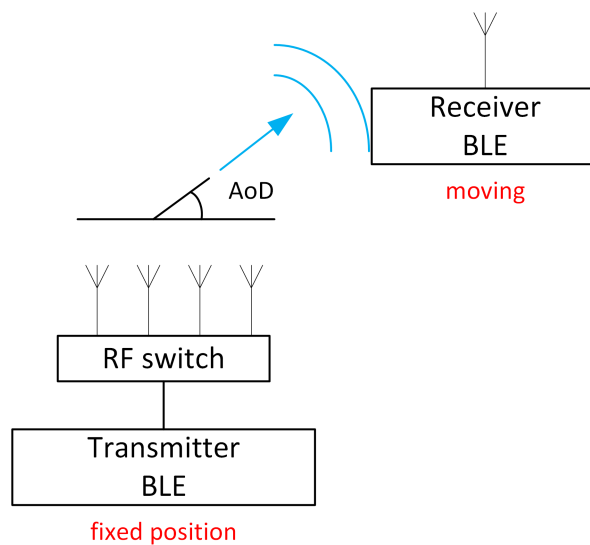 Receiver
BLE
moving
AoD
RF switch
Transmitter
BLE
fixed position